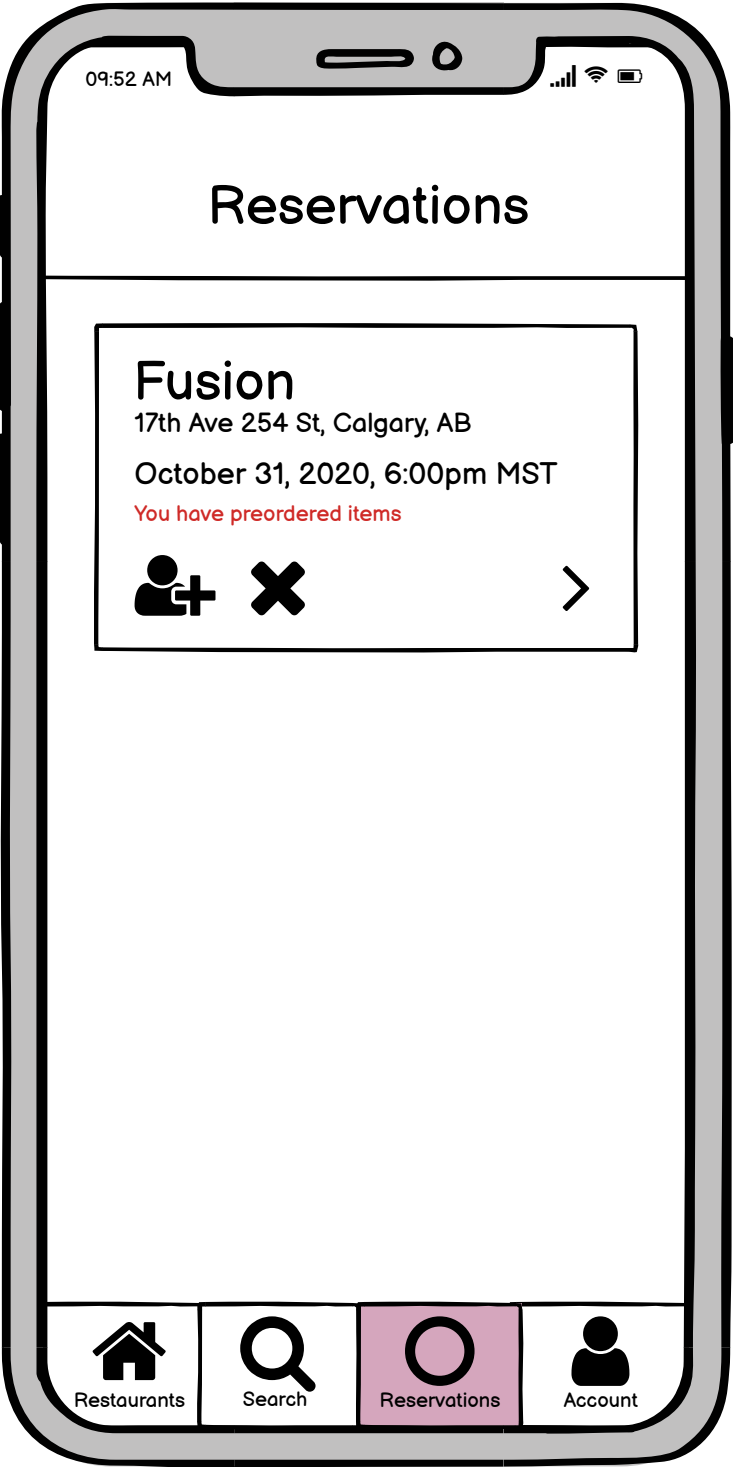 09:52 AM
Reservations
Fusion
17th Ave 254 St, Calgary, AB
October 31, 2020, 6:00pm MST
You have preordered items
Restaurants
Search
Reservations
Account